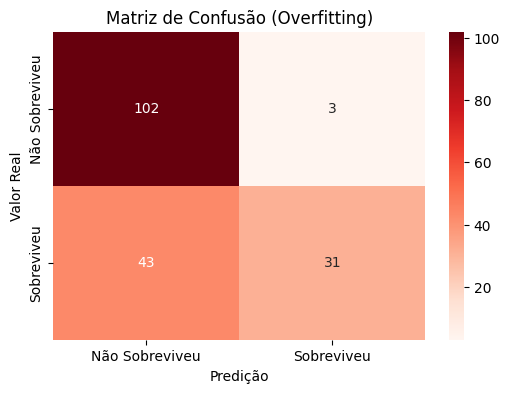 Matriz de Confusão (Overfitting)
Valor Real
Não Sobreviveu
Sobreviveu
102
3
43
31
Não Sobreviveu
Sobreviveu
Predição
100
80
60
40
20